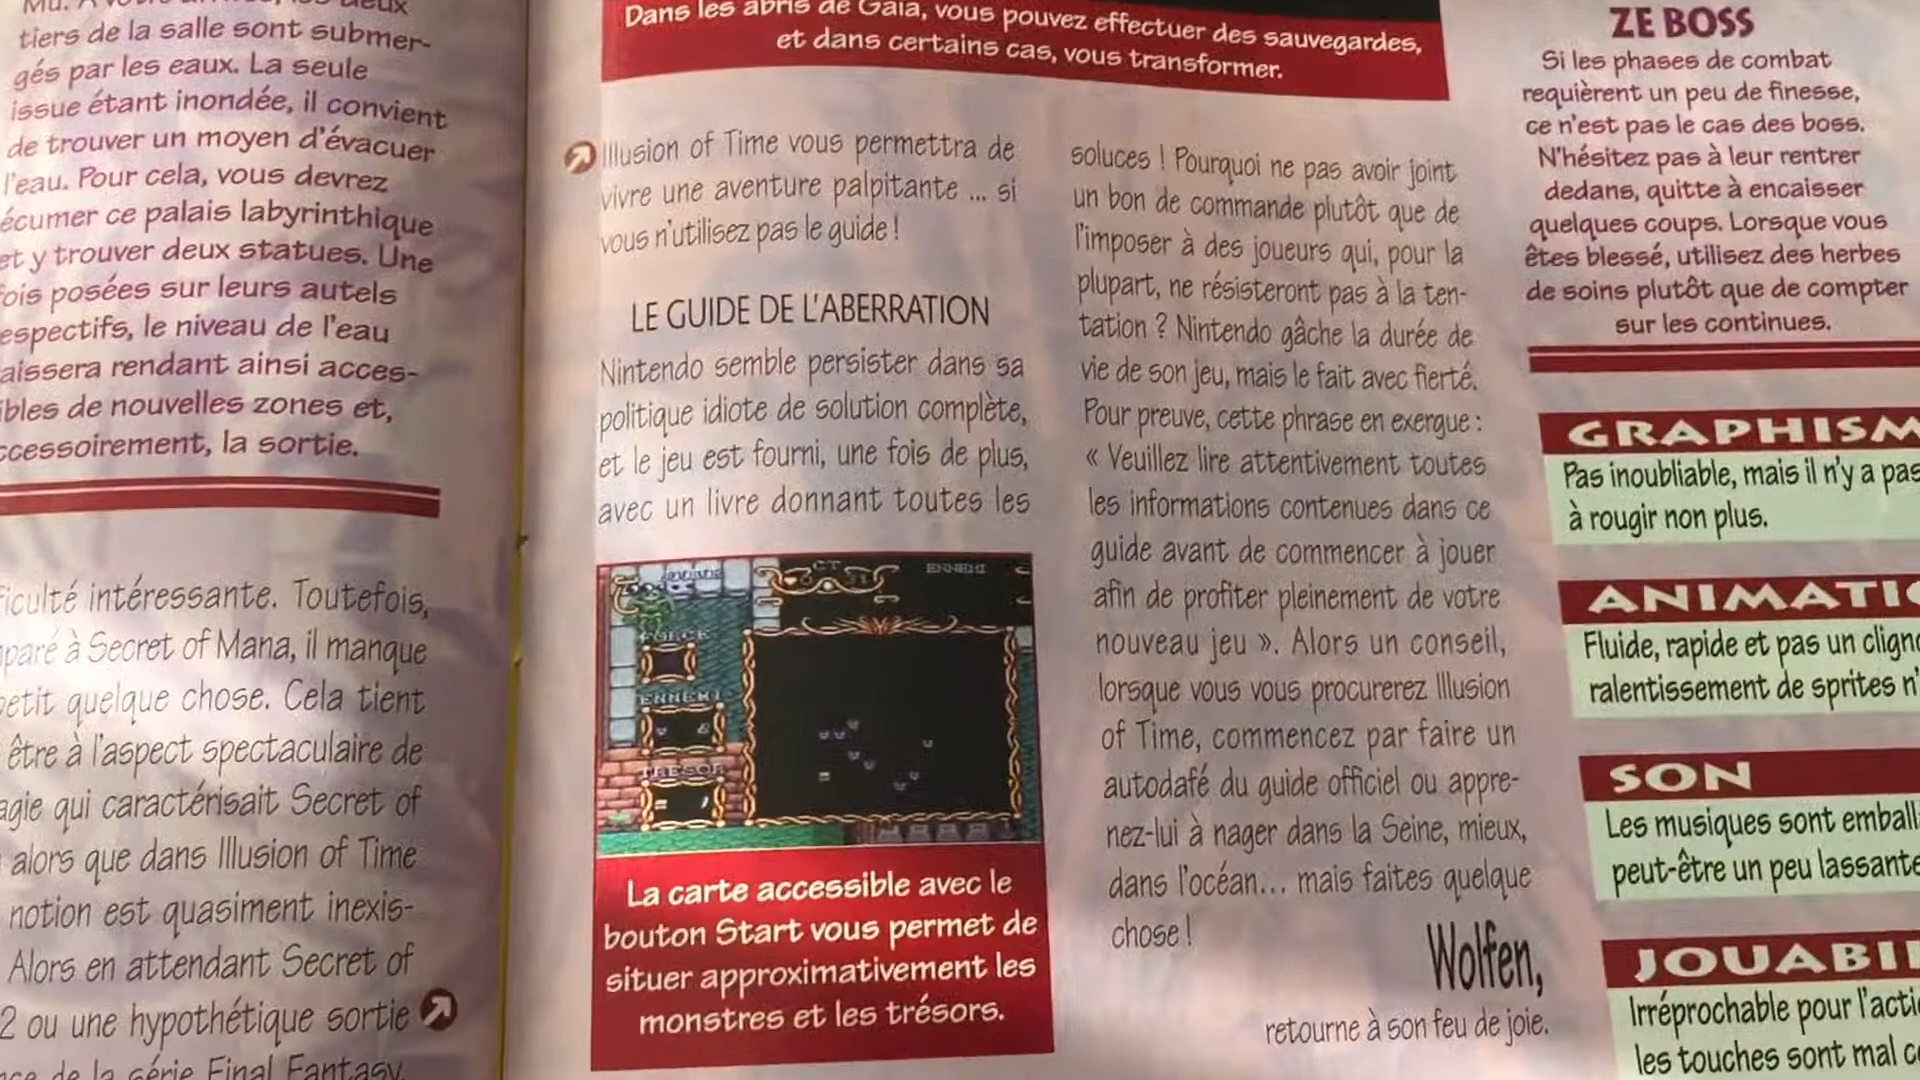 tiers de la salle sont submer-
gés par les eaux. La seule
issue étant inondée, il convient
de trouver un moyen d'évacuer
l'eau. Pour cela, vous devrez
écumer ce palais labyrinthique
et y trouver deux statues. Une
fois posées sur leurs autels
espectifs, le niveau de l'eau
aissera rendant ainsi acces-
ibles de nouvelles zones et,
ccessoirement, la sortie.
ficulté intéressante. Toutefois,
paré à Secret of Mana, il manque
petit quelque chose. Cela tient
être à l'aspect spectaculaire de
agie qui caractérisait Secret of
alors que dans Illusion of Time
notion est quasiment inexis-
Alors en attendant Secret of
2 ou une hypothétique sortie
ce de la série Final Fantasy,
Dans les abris de Gaïa, vous pouvez effectuer des sauvegardes,
et dans certains cas, vous transformer.
Illusion of Time vous permettra de
vivre une aventure palpitante ... si
vous n'utilisez pas le guide !
LE GUIDE DE L'ABERRATION
Nintendo semble persister dans sa
politique idiote de solution complète,
et le jeu est fourni, une fois de plus,
avec un livre donnant toutes les
ENNEMI
FORCE
ENNEMI
TRESOR
La carte accessible avec le
bouton Start vous permet de
situer approximativement les
monstres et les trésors.
soluces ! Pourquoi ne pas avoir joint
un bon de commande plutôt que de
l'imposer à des joueurs qui, pour la
plupart, ne résisteront pas à la ten-
tation ? Nintendo gâche la durée de
vie de son jeu, mais le fait avec fierté.
Pour preuve, cette phrase en exergue :
« Veuillez lire attentivement toutes
les informations contenues dans ce
guide avant de commencer à jouer
afin de profiter pleinement de votre
nouveau jeu ». Alors un conseil,
lorsque vous vous procurerez Illusion
of Time, commencez par faire un
autodafé du guide officiel ou appre-
nez-lui à nager dans la Seine, mieux,
dans l'océan... mais faites quelque
chose !
Wolfen,
retourne à son feu de joie.
ZE BOSS
Si les phases de combat
requièrent un peu de finesse,
ce n'est pas le cas des boss.
N'hésitez pas à leur rentrer
dedans, quitte à encaisser
quelques coups. Lorsque vous
êtes blessé, utilisez des herbes
de soins plutôt que de compter
sur les continues.
GRAPHISM
Pas inoubliable, mais il n'y a pas
à rougir non plus.
ANIMATIO
Fluide, rapide et pas un cligno
ralentissement de sprites n'
SON
Les musiques sont emball
peut-être un peu lassante
JOUABIL
Irréprochable pour l'actio
les touches sont mal c